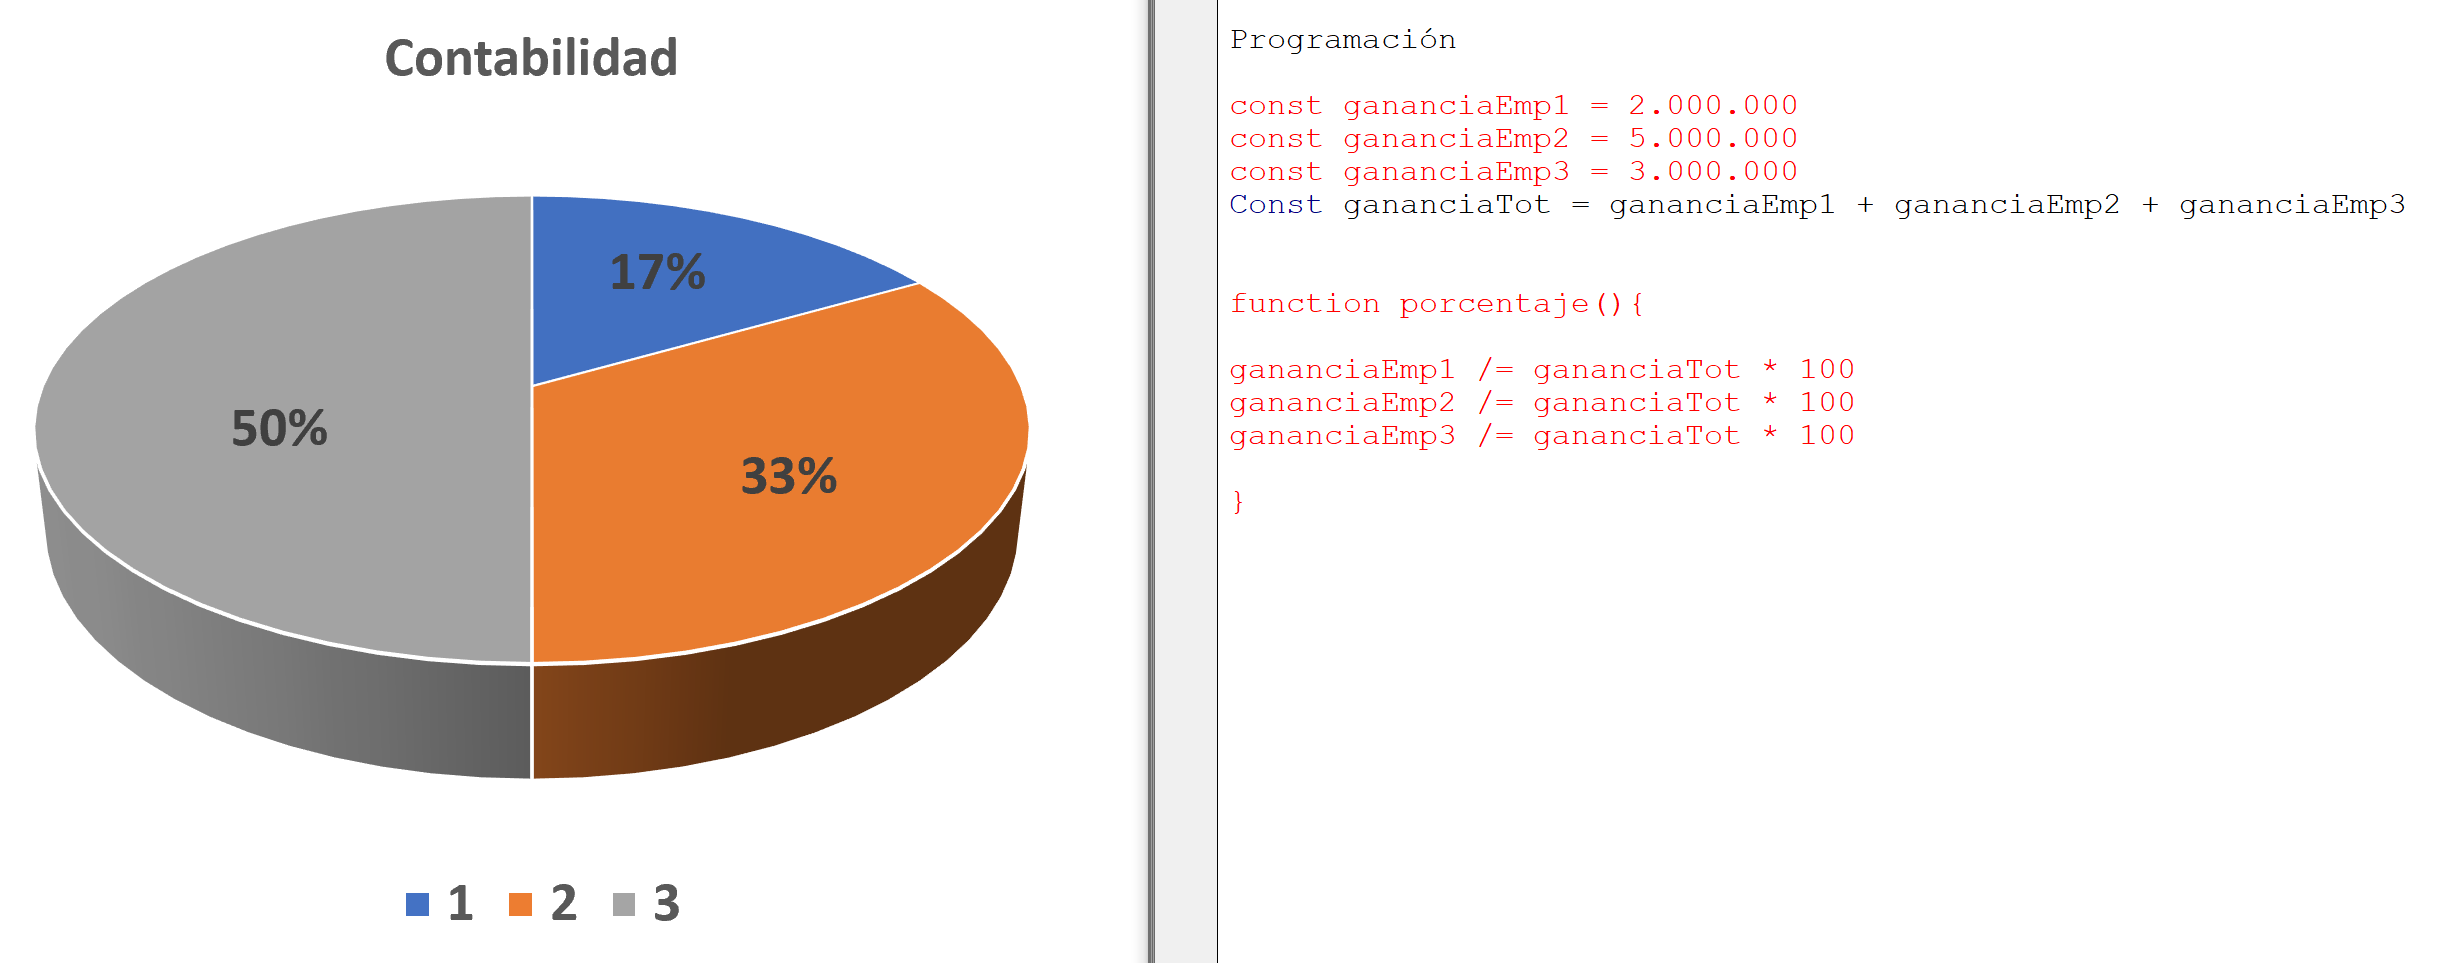 Contabilidad
17%
33%
50%
1 2 3
Programación
const gananciaEmp1 = 2.000.000
const gananciaEmp2 = 5.000.000
const gananciaEmp3 = 3.000.000
Const gananciaTot = gananciaEmp1 + gananciaEmp2 + gananciaEmp3
function porcentaje(){
gananciaEmp1 /= gananciaTot * 100
gananciaEmp2 /= gananciaTot * 100
gananciaEmp3 /= gananciaTot * 100
}